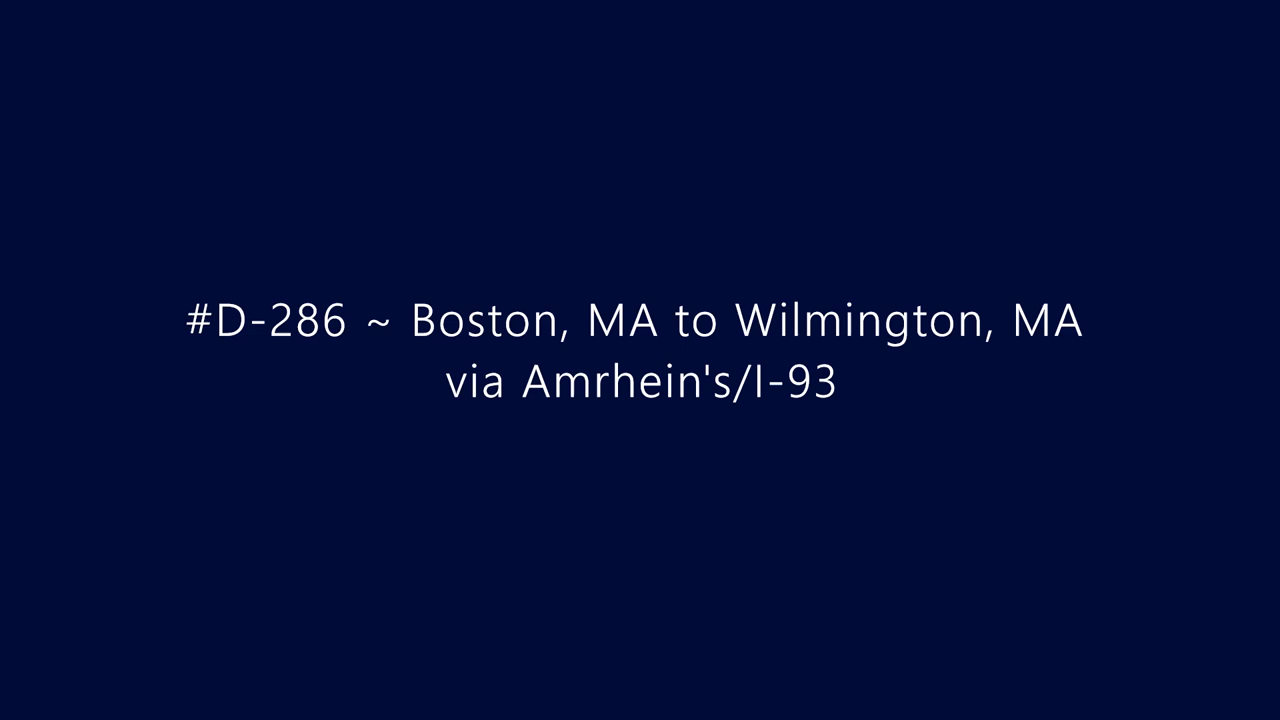 #D-286 ~ Boston, MA to Wilmington, MA
via Amrhein's/I-93